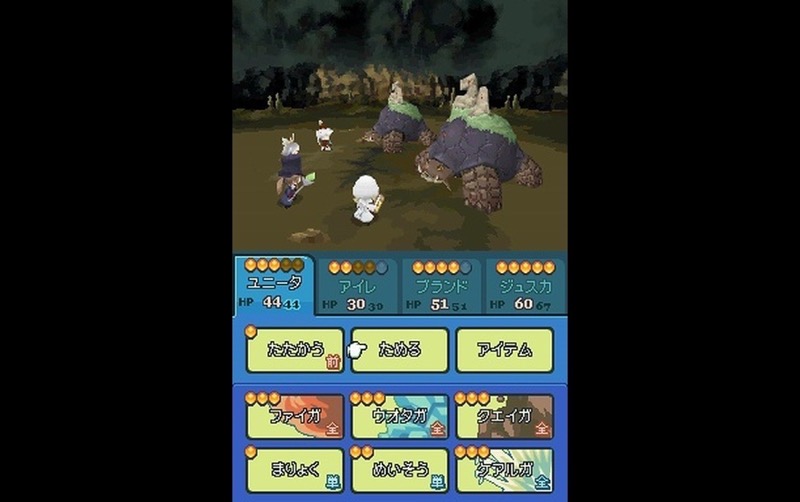 ユニータ
HP 44 44
アイレ
HP 30 39
ブランド
HP 51 51
ジュスカ
HP 60 67
たたかう 前
ためる
アイテム
ファイガ 全
ウォタガ 全
クエイガ 全
まりょく 単
めいそう 単
ケアルガ 全